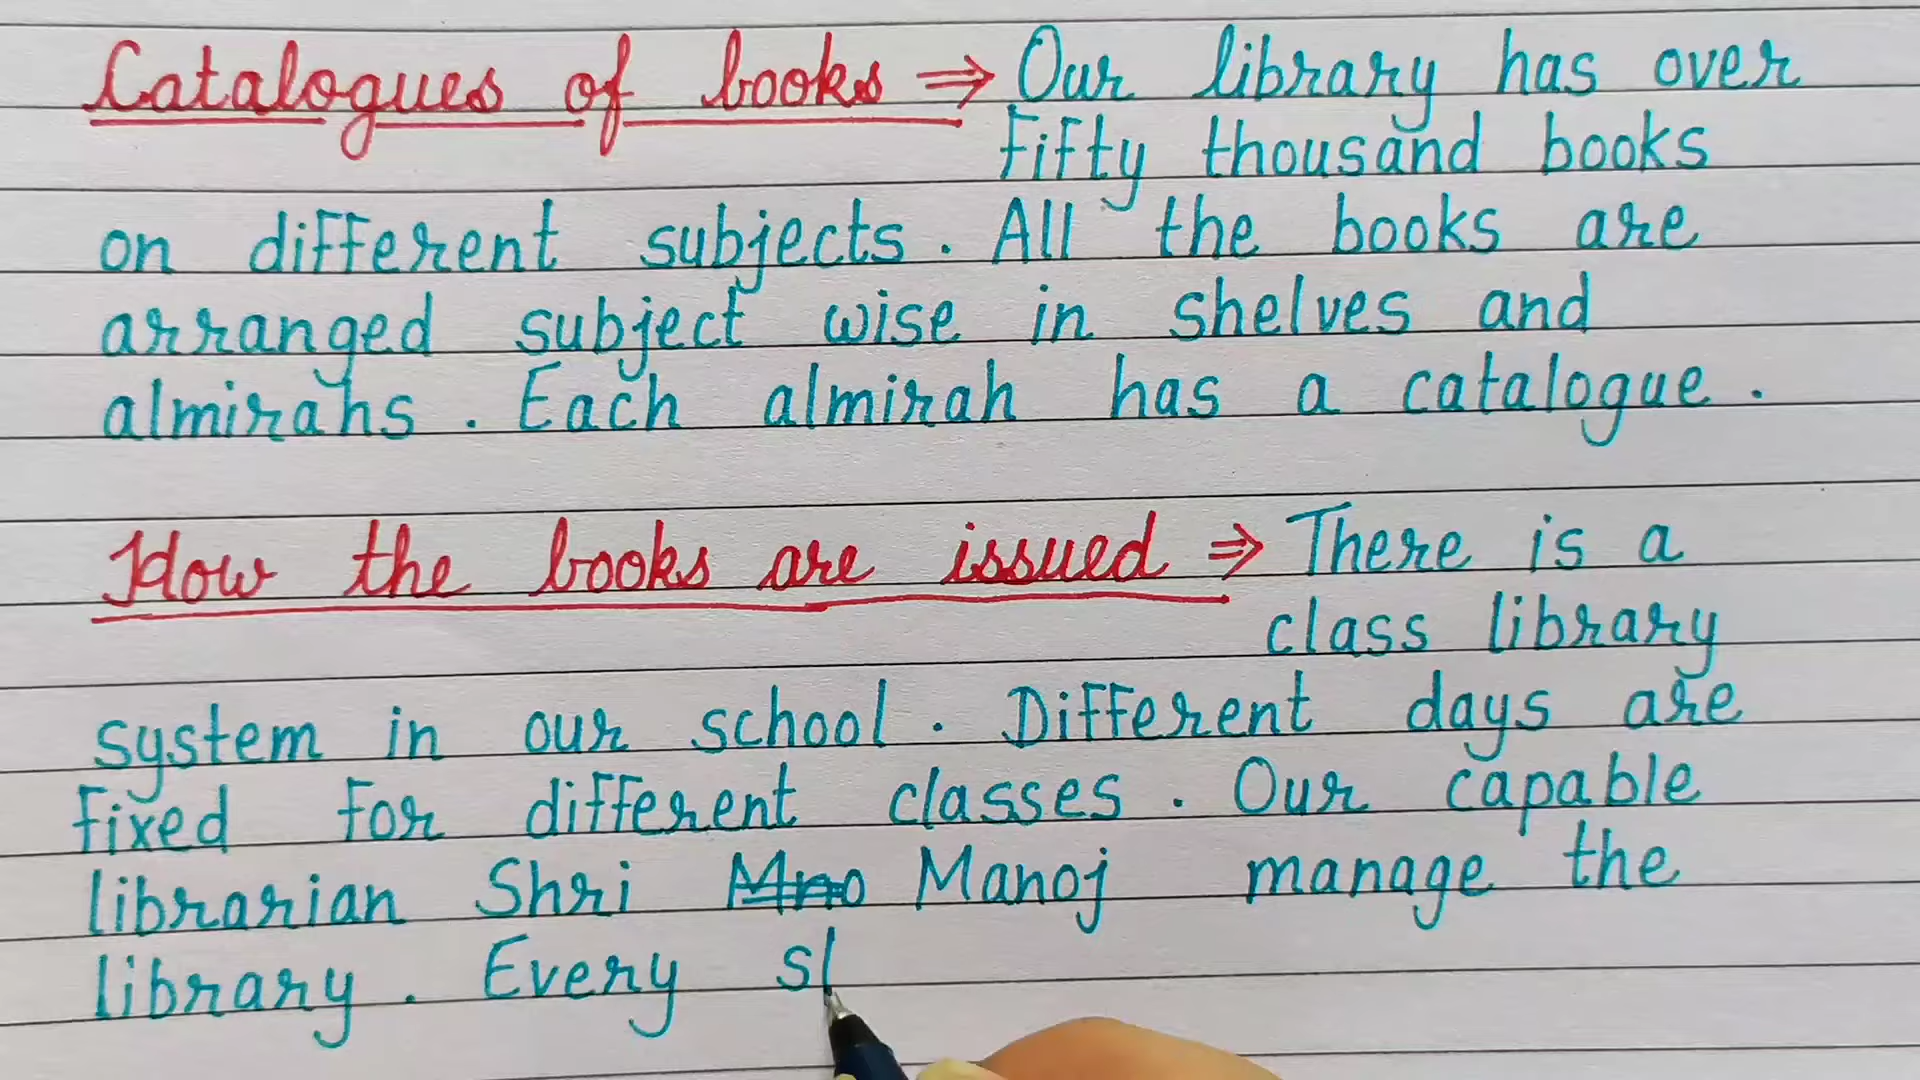 Catalogues of books ⇒ Our library has over
fifty thousand books
on different subjects. All the books are
arranged subject wise in shelves and
almirahs. Each almirah has a catalogue.
How the books are issued ⇒ There is a
class library
system in our school. Different days are
fixed for different classes. Our capable
librarian Shri Manoj manage the
library. Every